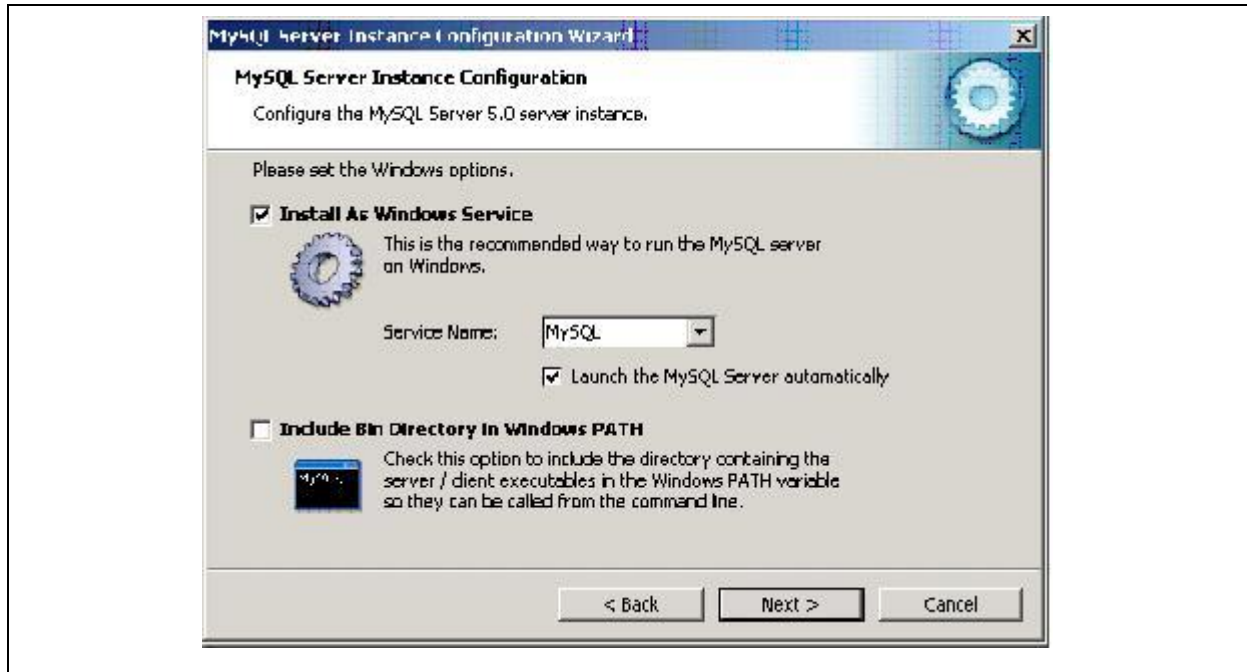 MySQL Server Instance Configuration Wizard
MySQL Server Instance Configuration
Configure the MySQL Server 5.0 server instance.
Please set the Windows options.
Install As Windows Service
This is the recommended way to run the MySQL server
on Windows.
Service Name:
MySQL
Launch the MySQL Server automatically
Include Bin Directory in Windows PATH
Check this option to include the directory containing the
server / client executables in the Windows PATH variable
so they can be called from the command line.
< Back
Next >
Cancel